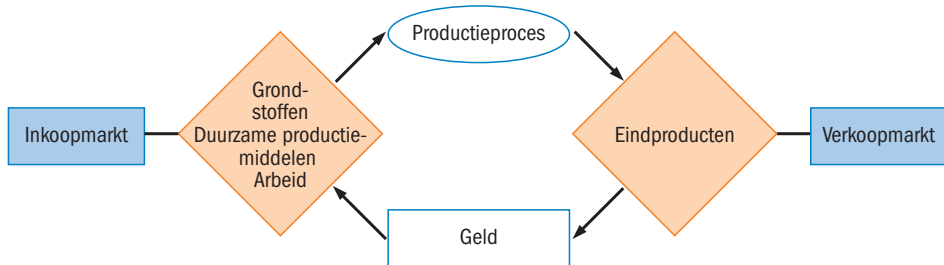 Productieproces
Inkoopmarkt
Grond-
stoffen
Duurzame productie-
middelen
Arbeid
Eindproducten
Verkoopmarkt
Geld